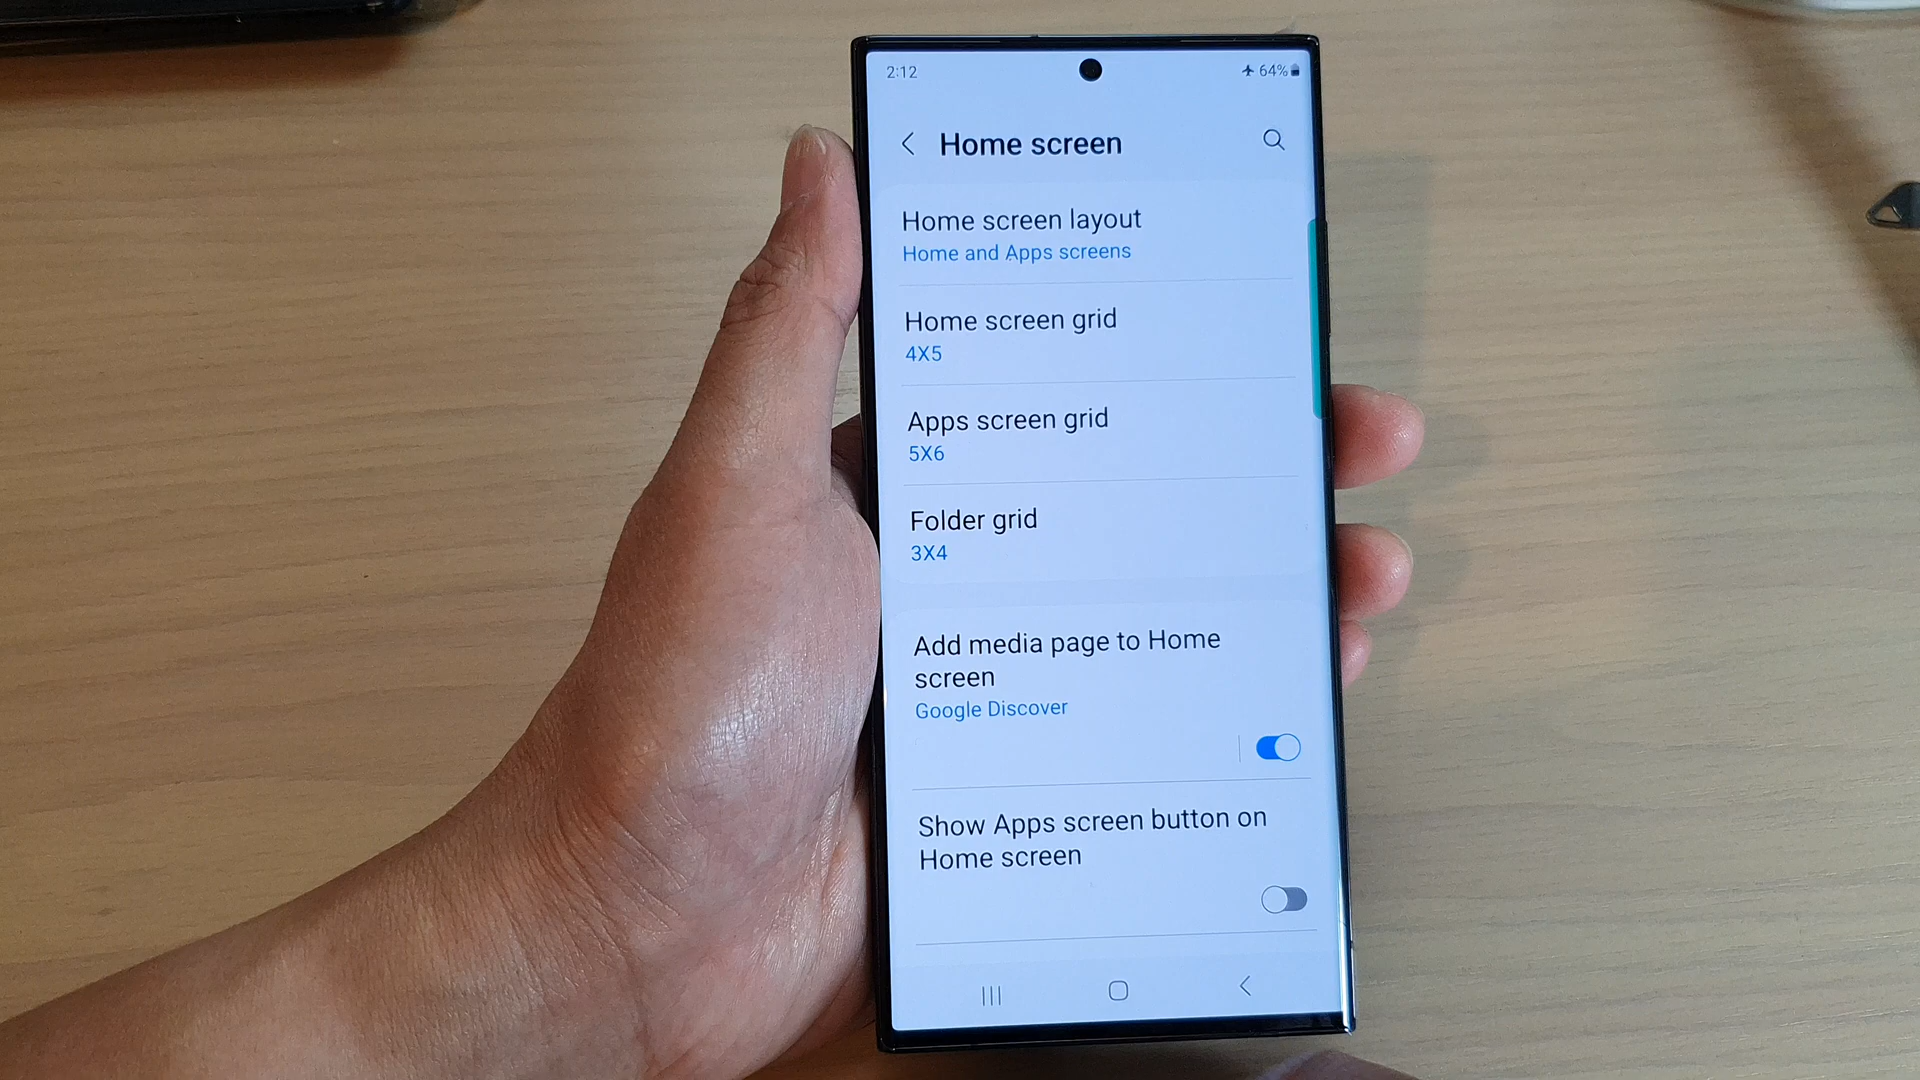 2:12
64%
Home screen
Home screen layout
Home and Apps screens
Home screen grid
4X5
Apps screen grid
5X6
Folder grid
3X4
Add media page to Home
screen
Google Discover
Show Apps screen button on
Home screen